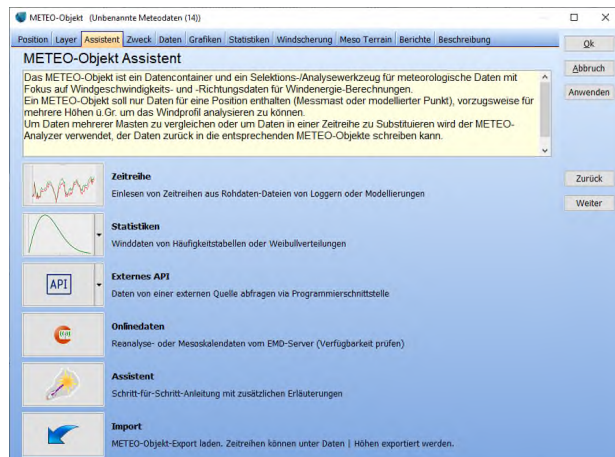 METEO-Objekt (Unbenannte Meteodaten (14))
Position Layer Assistent Zweck Daten Grafiken Statistiken Windscherung Meso Terrain Berichte Beschreibung
Ok
METEO-Objekt Assistent
Abbruch
Das METEO-Objekt ist ein Datencontainer und ein Selektions-/Analysewerkzeug für meteorologische Daten mit
Fokus auf Windgeschwindigkeits- und -Richtungsdaten für Windenergie-Berechnungen.
Anwenden
Ein METEO-Objekt soll nur Daten für eine Position enthalten (Messmast oder modellierter Punkt), vorzugsweise für
mehrere Höhen ü.Gr. um das Windprofil analysieren zu können.
Um Daten mehrerer Masten zu vergleichen oder um Daten in einer Zeitreihe zu Substituieren wird der METEO-
Analyzer verwendet, der Daten zurück in die entsprechenden METEO-Objekte schreiben kann.
Zeitreihe
Zurück
Einlesen von Zeitreihen aus Rohdaten-Dateien von Loggern oder Modellierungen
Weiter
Statistiken
Winddaten von Häufigkeitstabellen oder Weibullverteilungen
API
Externes API
Daten von einer externen Quelle abfragen via Programmierschnittstelle
Onlinedaten
Reanalyse- oder Mesoskalendaten vom EMD-Server (Verfügbarkeit prüfen)
Assistent
Schritt-für-Schritt-Anleitung mit zusätzlichen Erläuterungen
Import
METEO-Objekt-Export laden. Zeitreihen können unter Daten | Höhen exportiert werden.